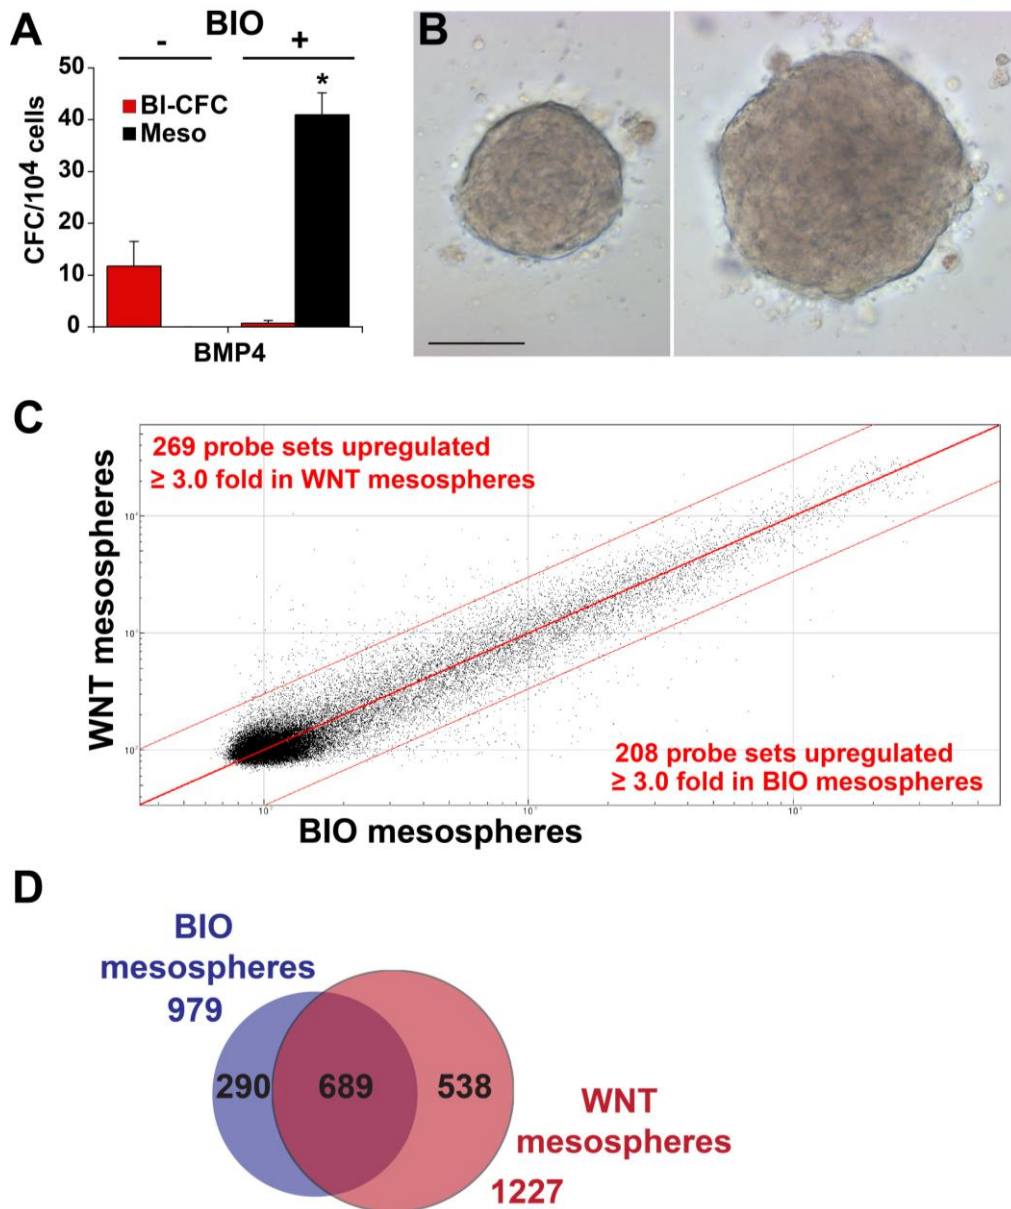 A
BIO
- +
50
40
30
20
10
0
CFC/10⁴ cells
BI-CFC
Meso
*
BMP4
B
C
269 probe sets upregulated
≥ 3.0 fold in WNT mesospheres
WNT mesospheres
208 probe sets upregulated
≥ 3.0 fold in BIO mesospheres
BIO mesospheres
D
BIO
mesospheres
979
290 689 538
WNT
mesospheres
1227